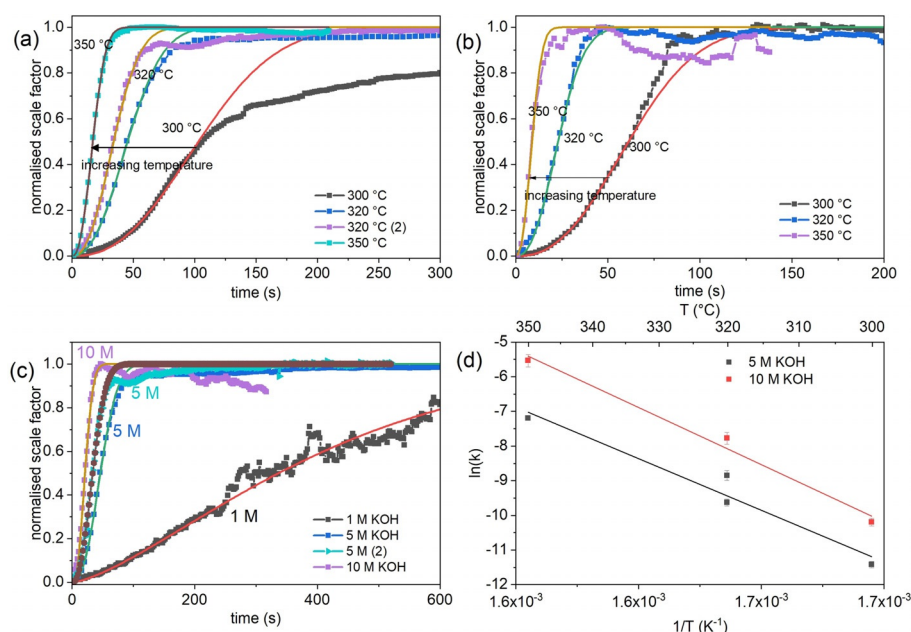 (a)
normalised scale factor
1.0
0.8
0.6
0.4
0.2
0.0
350 °C
320 °C
300 °C
increasing temperature
300 °C
320 °C
320 °C (2)
350 °C
0 50 100 150 200 250 300
time (s)
(b)
normalised scale factor
1.0
0.8
0.6
0.4
0.2
0.0
350 °C
320 °C
300 °C
increasing temperature
300 °C
320 °C
350 °C
0 50 100 150 200
time (s)
(c)
normalised scale factor
1.0
0.8
0.6
0.4
0.2
0.0
10 M
5 M
5 M
1 M
1 M KOH
5 M KOH
5 M (2)
10 M KOH
0 200 400 600
time (s)
T (°C)
350 340 330 320 310 300
(d)
ln(k)
-5
-6
-8
-9
-11
-12
5 M KOH
10 M KOH
1.6x10⁻³ 1.6x10⁻³ 1.7x10⁻³ 1.7x10⁻³
1/T (K⁻¹)